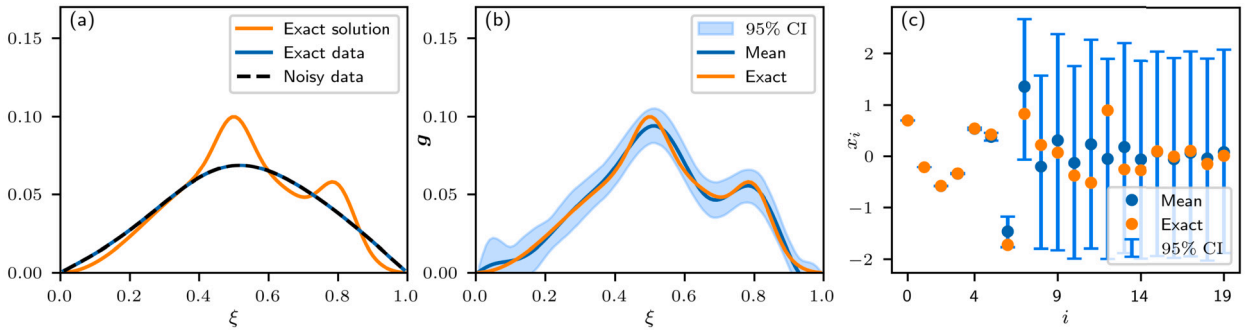 (a)
Exact solution
Exact data
Noisy data
0.15
0.10
0.05
0.00
0.0 0.2 0.4 0.6 0.8 1.0
ξ
(b)
95% CI
Mean
Exact
g
0.15
0.10
0.05
0.00
0.0 0.2 0.4 0.6 0.8 1.0
ξ
(c)
x_i
2
1
0
−1
−2
Mean
Exact
95% CI
0 4 9 14 19
i